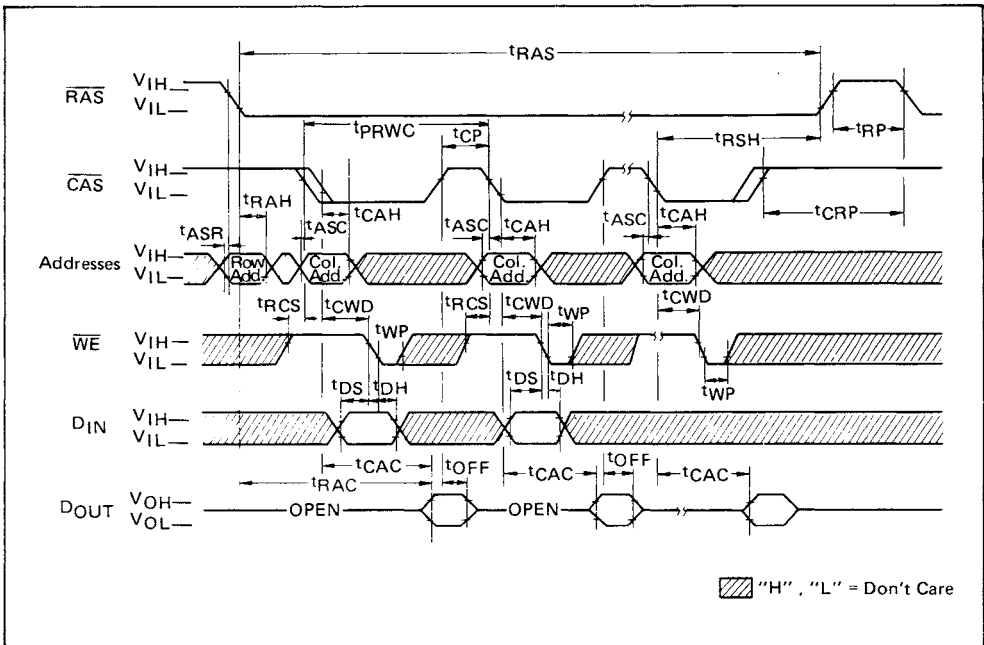 tRAS
RAS VIH
VIL
tPRWC tCP tRSH tRP
CAS VIH
VIL
tRAH tCAH tCRP
tASR tASC tASC tCAH tASC tCAH
Addresses VIH
VIL
Row Add. Col. Add. Col. Add. Col. Add.
tRCS tCWD tRCS tCWD tWP tCWD
WE VIH
VIL
tWP tWP
tDS tDH tDS tDH
DIN VIH
VIL
tCAC tOFF tCAC tOFF tCAC
tRAC
DOUT VOH
VOL
OPEN OPEN
"H" , "L" = Don't Care